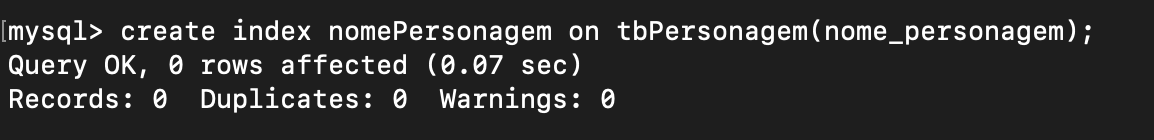 mysql> create index nomePersonagem on tbPersonagem(nome_personagem);
Query OK, 0 rows affected (0.07 sec)
Records: 0  Duplicates: 0  Warnings: 0